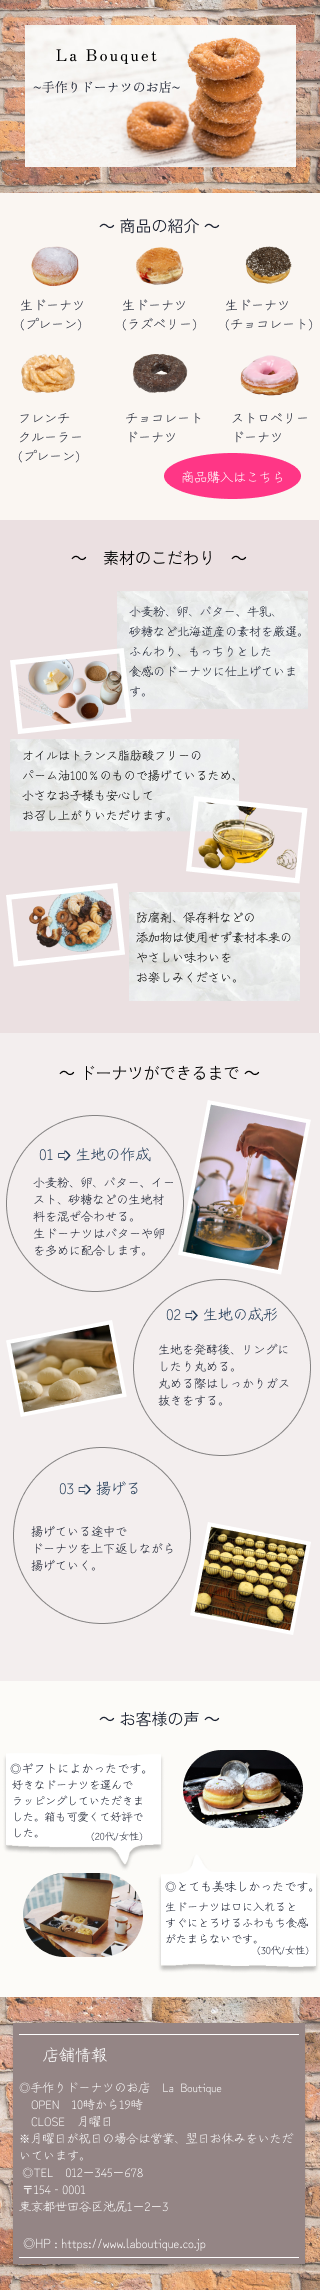 La Bouquet
~手作りドーナツのお店~
～ 商品の紹介 ～
生ドーナツ
(プレーン)
生ドーナツ
(ラズベリー)
生ドーナツ
(チョコレート)
フレンチ
クルーラー
(プレーン)
チョコレート
ドーナツ
ストロベリー
ドーナツ
商品購入はこちら
～ 素材のこだわり ～
小麦粉、卵、バター、牛乳、
砂糖など北海道産の素材を厳選。
ふんわり、もっちりとした
食感のドーナツに仕上げていま
す。
オイルはトランス脂肪酸フリーの
パーム油100％のもので揚げているため、
小さなお子様も安心して
お召し上がりいただけます。
防腐剤、保存料などの
添加物は使用せず素材本来の
やさしい味わいを
お楽しみください。
～ ドーナツができるまで ～
01 ➩ 生地の作成
小麦粉、卵、バター、イー
スト、砂糖などの生地材
料を混ぜ合わせる。
生ドーナツはバターや卵
を多めに配合します。
02 ➩ 生地の成形
生地を発酵後、リングに
したり丸める。
丸める際はしっかりガス
抜きをする。
03 ➩ 揚げる
揚げている途中で
ドーナツを上下返しながら
揚げていく。
～ お客様の声 ～
◎ギフトによかったです。
好きなドーナツを選んで
ラッピングしていただきま
した。箱も可愛くて好評で
した。
(20代/女性)
◎とても美味しかったです。
生ドーナツは口に入れると
すぐにとろけるふわもち食感
がたまらないです。
(30代/女性)
店舗情報
◎手作りドーナツのお店 La Boutique
OPEN 10時から19時
CLOSE 月曜日
※月曜日が祝日の場合は営業、翌日お休みをいただ
いています。
◎TEL 012ー345ー678
〒154‐0001
東京都世田谷区池尻1ー2ー3
◎HP : https://www.laboutique.co.jp